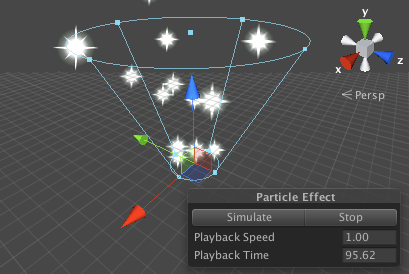 y
x
z
Persp
Particle Effect
Simulate Stop
Playback Speed 1.00
Playback Time 95.62